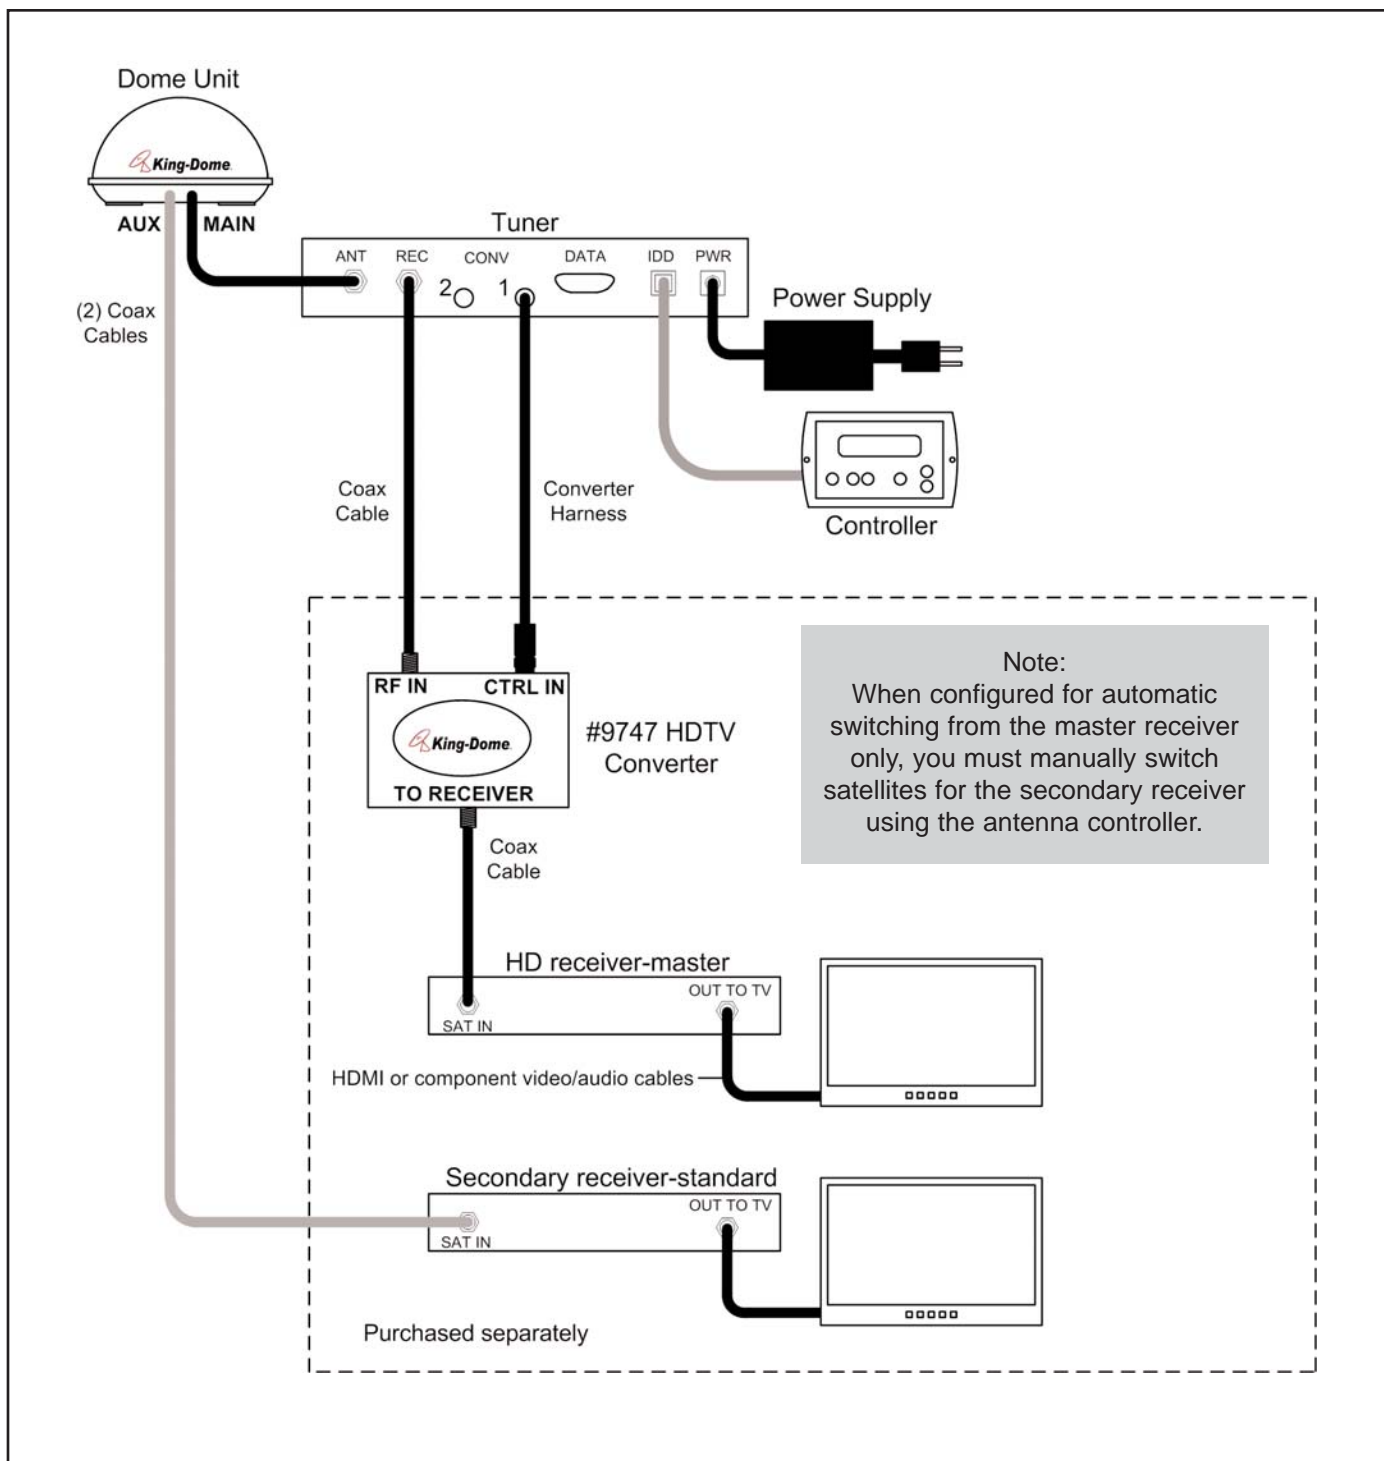 Dome Unit
King-Dome.
AUX
MAIN
(2) Coax
Cables
Tuner
ANT
REC
CONV
DATA
IDD
PWR
2
1
Power Supply
Controller
Coax
Cable
Converter
Harness
RF IN
CTRL IN
King-Dome.
TO RECEIVER
#9747 HDTV
Converter
Note:
When configured for automatic
switching from the master receiver
only, you must manually switch
satellites for the secondary receiver
using the antenna controller.
Coax
Cable
HD receiver-master
OUT TO TV
SAT IN
HDMI or component video/audio cables
Secondary receiver-standard
OUT TO TV
SAT IN
Purchased separately